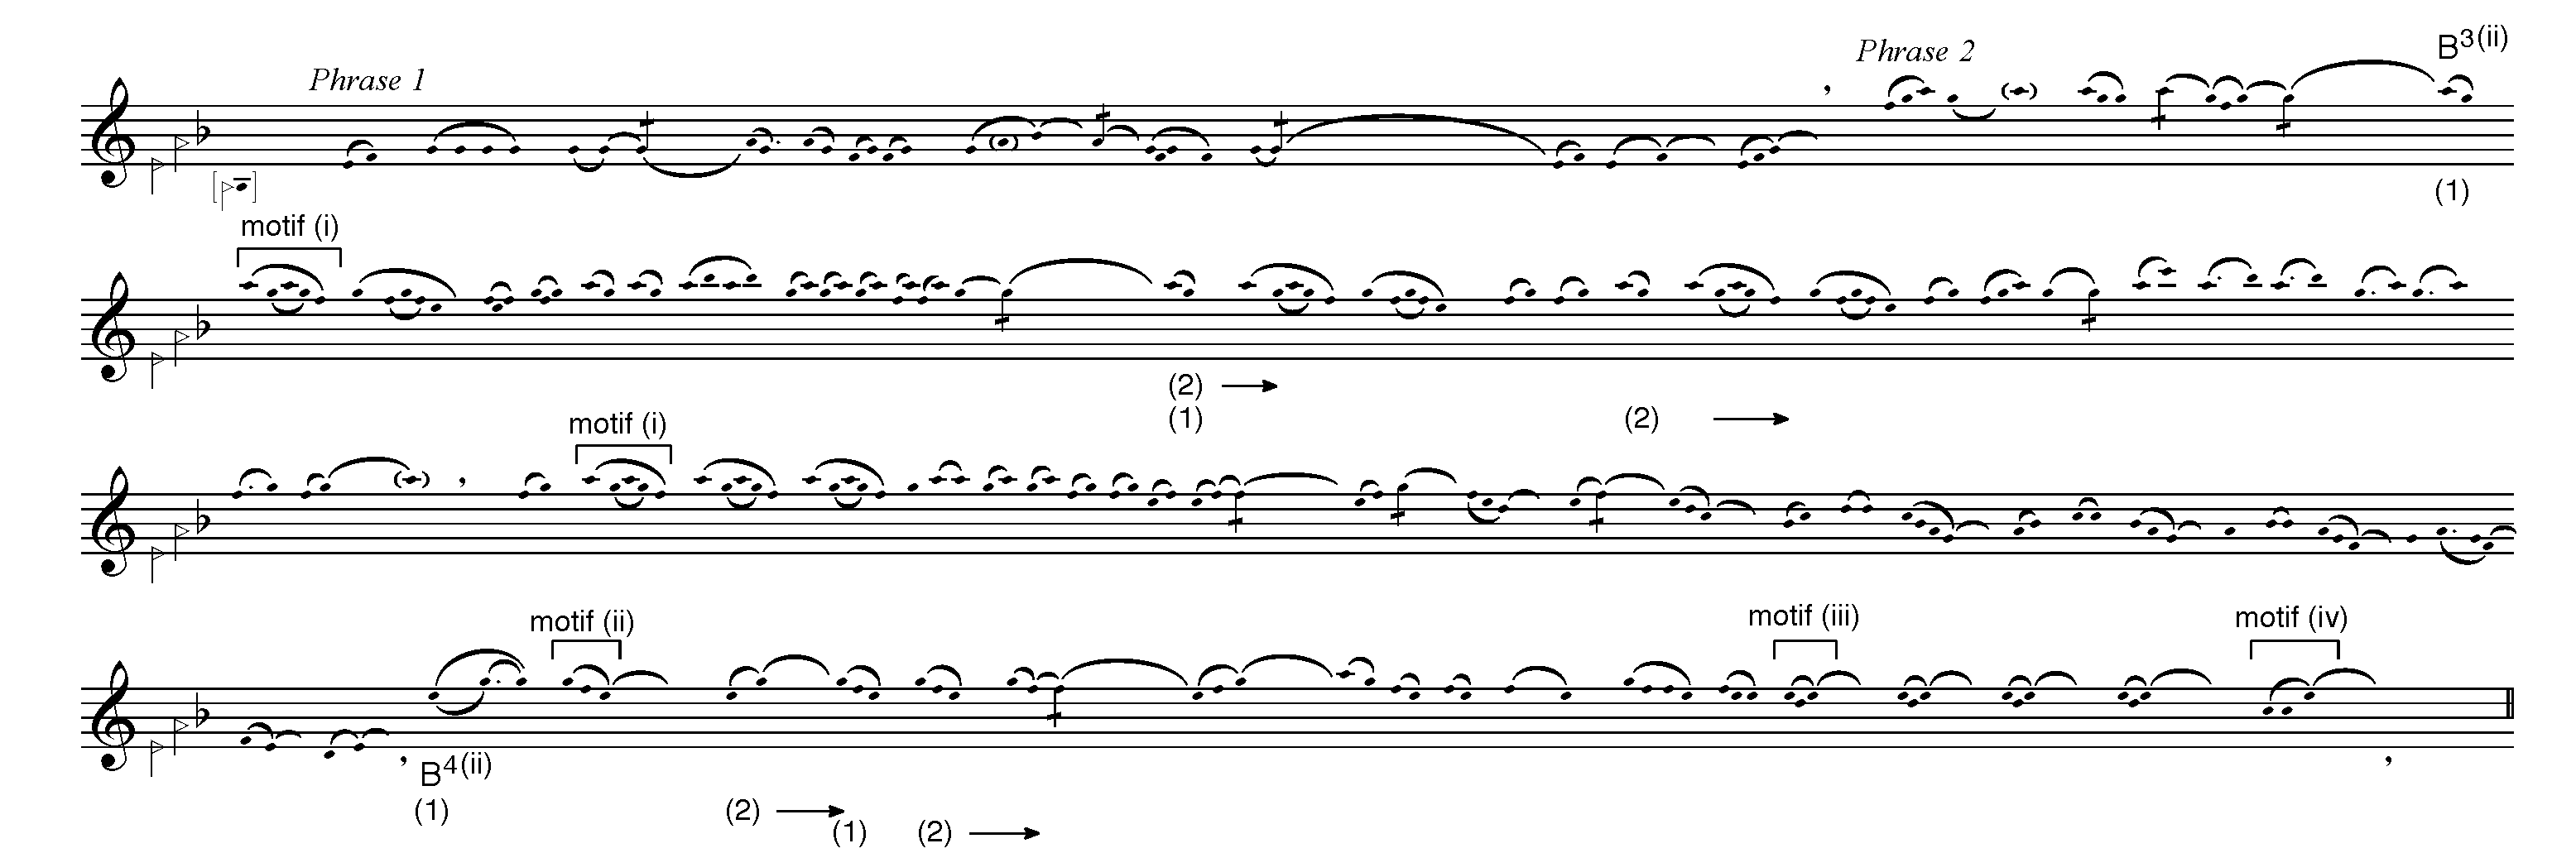 Phrase 1
Phrase 2
B3(ii)
(1)
motif (i)
(2)
(1)
(2)
motif (i)
motif (ii)
motif (iii)
motif (iv)
B4(ii)
(1)
(2)
(1)
(2)